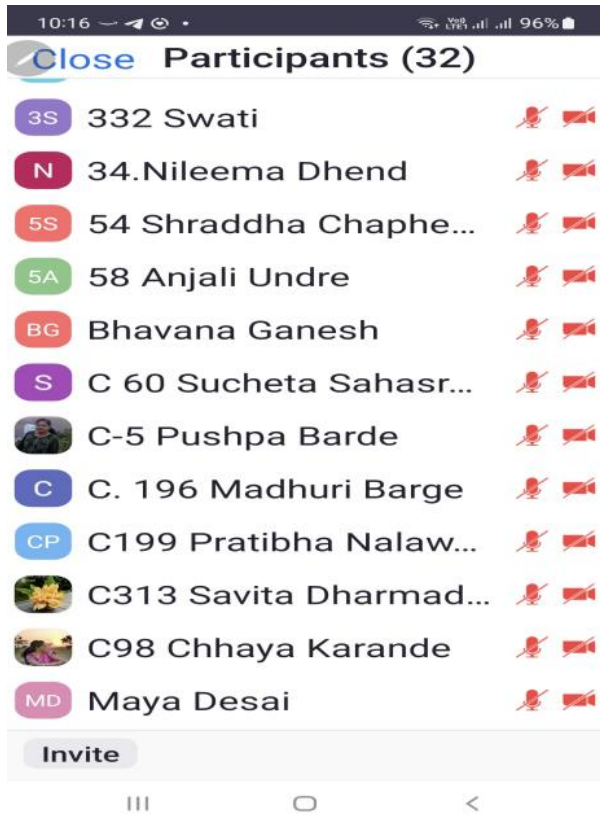 10:16 VoI) LTE1 96%
Close Participants (32)
3S 332 Swati
N 34.Nileema Dhend
5S 54 Shraddha Chaphe...
5A 58 Anjali Undre
BG Bhavana Ganesh
S C 60 Sucheta Sahasr...
C-5 Pushpa Barde
C C. 196 Madhuri Barge
CP C199 Pratibha Nalaw...
C313 Savita Dharmad...
C98 Chhaya Karande
MD Maya Desai
Invite